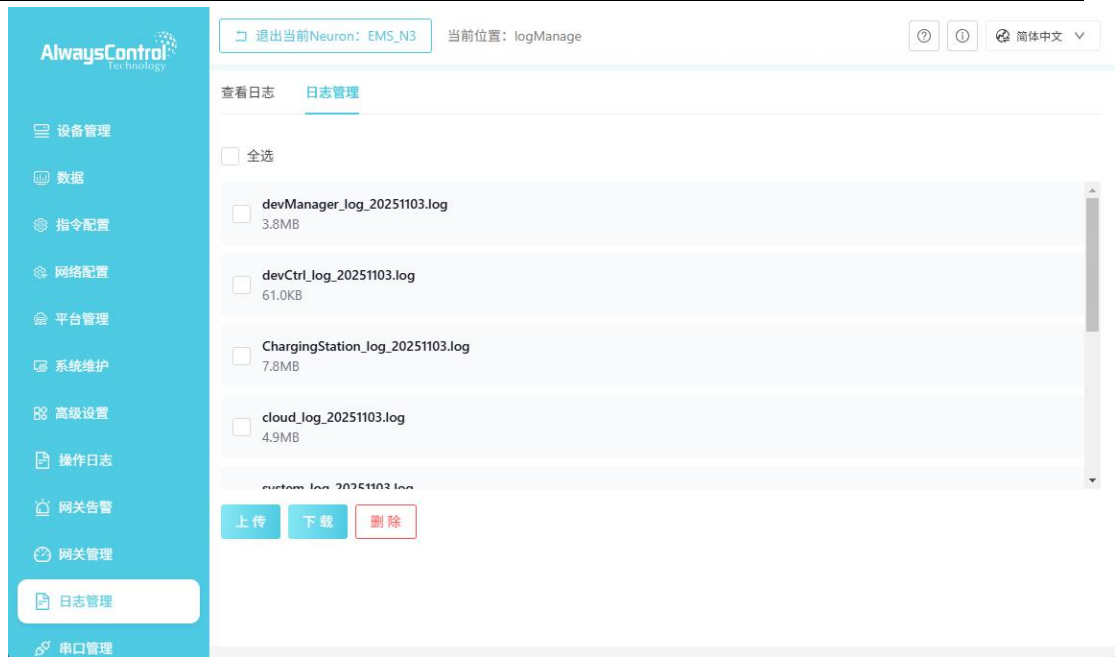 AlwaysControl
Technology
退出当前Neuron：EMS_N3
当前位置：logManage
简体中文
查看日志
日志管理
设备管理
数据
指令配置
网络配置
平台管理
系统维护
高级设置
操作日志
网关告警
网关管理
日志管理
串口管理
全选
devManager_log_20251103.log
3.8MB
devCtrl_log_20251103.log
61.0KB
ChargingStation_log_20251103.log
7.8MB
cloud_log_20251103.log
4.9MB
system_log_20251103.log
上传
下载
删除